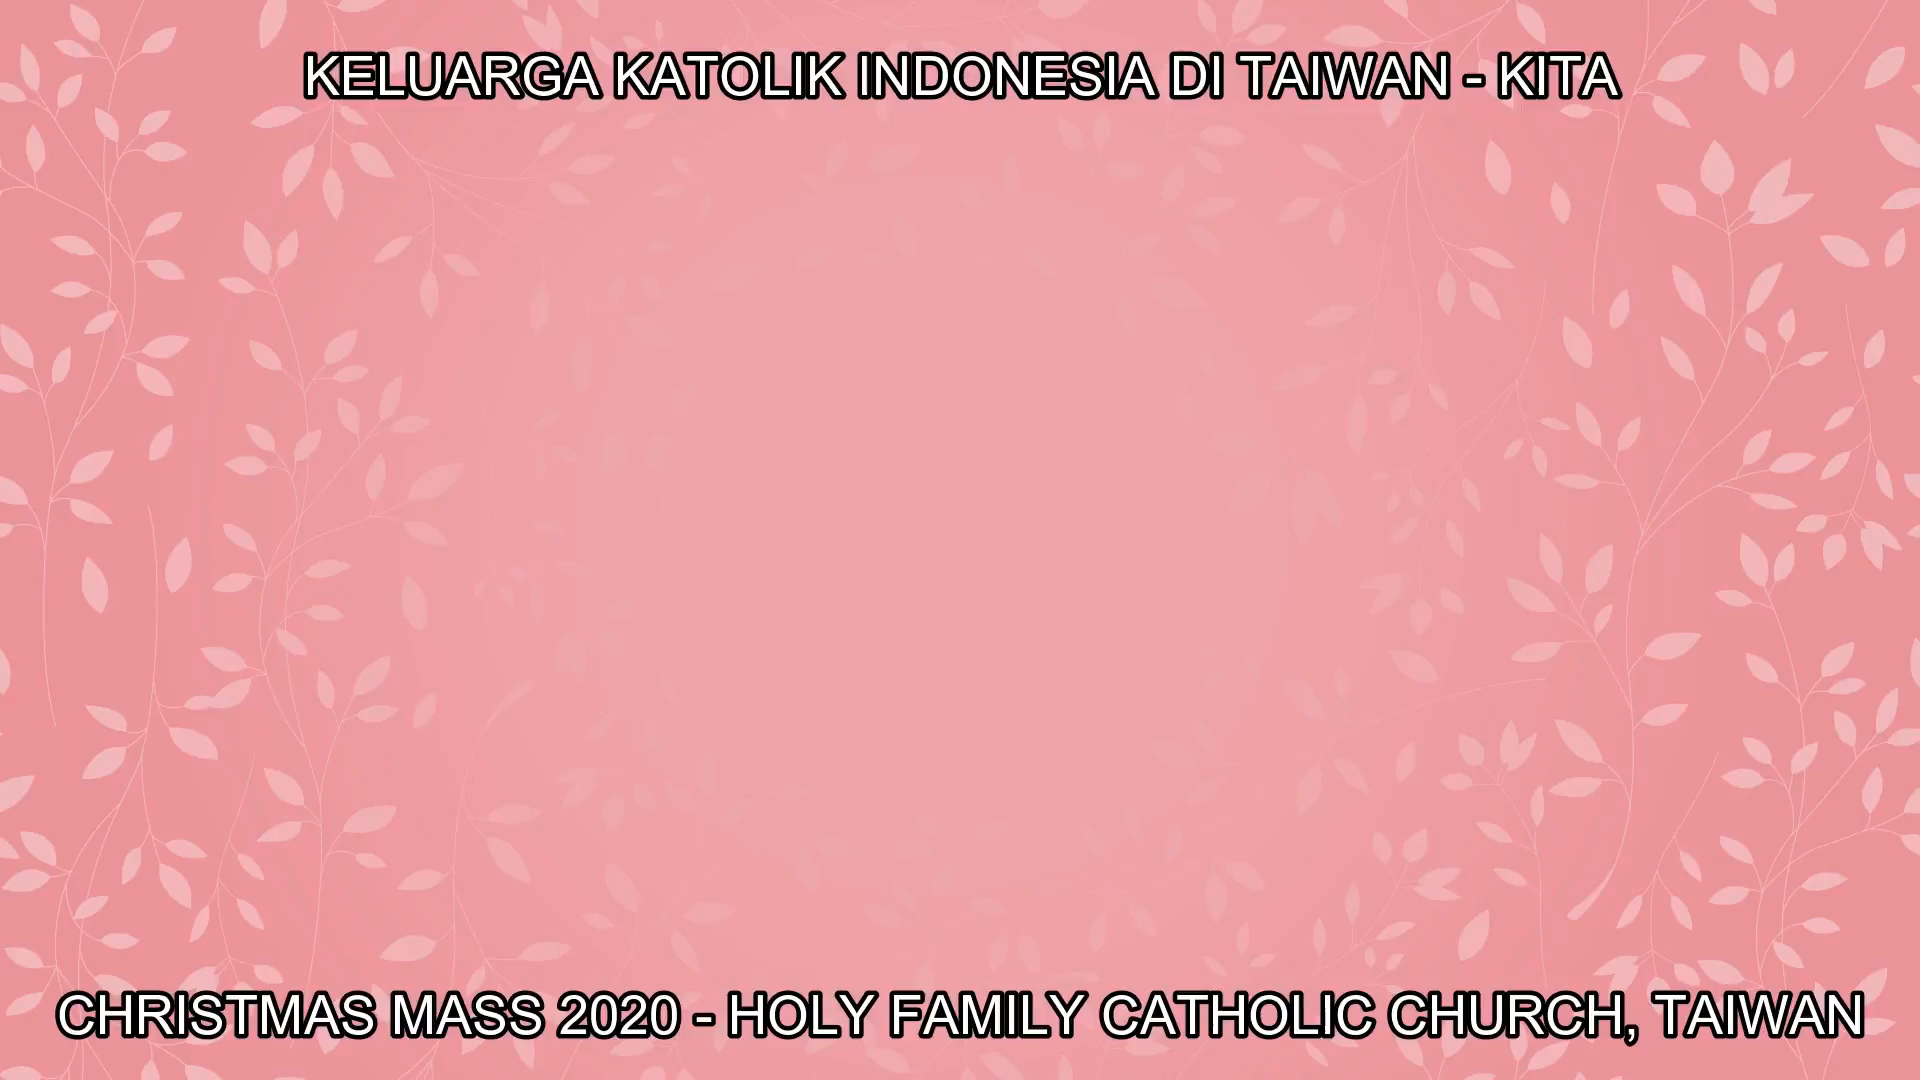 KELUARGA KATOLIK INDONESIA DI TAIWAN - KITA
CHRISTMAS MASS 2020 - HOLY FAMILY CATHOLIC CHURCH, TAIWAN